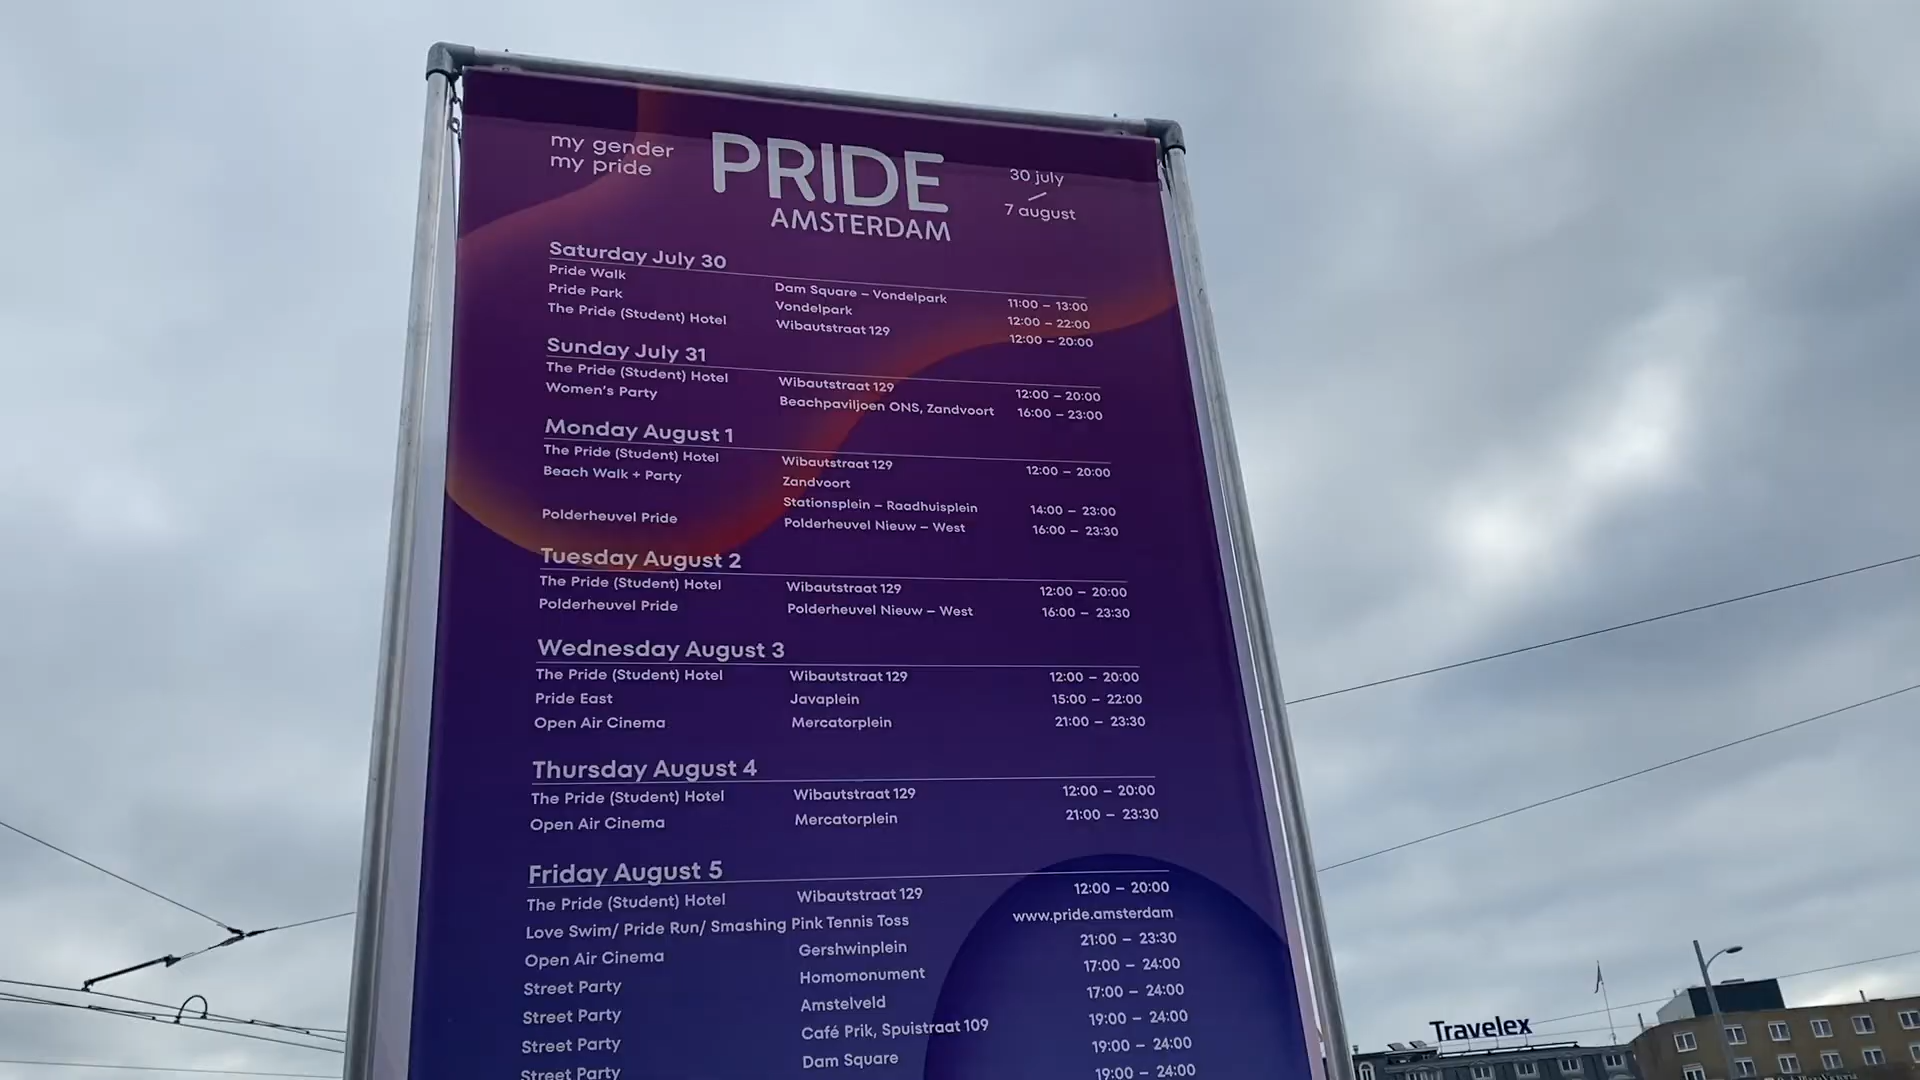 my gender
my pride
PRIDE
AMSTERDAM
30 july
7 august
Saturday July 30
Pride Walk Dam Square – Vondelpark 11:00 – 13:00
Pride Park Vondelpark 12:00 – 22:00
The Pride (Student) Hotel Wibautstraat 129 12:00 – 20:00
Sunday July 31
The Pride (Student) Hotel Wibautstraat 129 12:00 – 20:00
Women's Party Beachpaviljoen ONS, Zandvoort 16:00 – 23:00
Monday August 1
The Pride (Student) Hotel Wibautstraat 129 12:00 – 20:00
Beach Walk + Party Zandvoort
Stationsplein – Raadhuisplein 14:00 – 23:00
Polderheuvel Pride Polderheuvel Nieuw – West 16:00 – 23:30
Tuesday August 2
The Pride (Student) Hotel Wibautstraat 129 12:00 – 20:00
Polderheuvel Pride Polderheuvel Nieuw – West 16:00 – 23:30
Wednesday August 3
The Pride (Student) Hotel Wibautstraat 129 12:00 – 20:00
Pride East Javaplein 15:00 – 22:00
Open Air Cinema Mercatorplein 21:00 – 23:30
Thursday August 4
The Pride (Student) Hotel Wibautstraat 129 12:00 – 20:00
Open Air Cinema Mercatorplein 21:00 – 23:30
Friday August 5
The Pride (Student) Hotel Wibautstraat 129 12:00 – 20:00
Love Swim/ Pride Run/ Smashing Pink Tennis Toss www.pride.amsterdam
Open Air Cinema Gershwinplein 21:00 – 23:30
Street Party Homomonument 17:00 – 24:00
Street Party Amstelveld 17:00 – 24:00
Street Party Café Prik, Spuistraat 109 19:00 – 24:00
Street Party Dam Square 19:00 – 24:00
19:00 – 24:00
Travelex